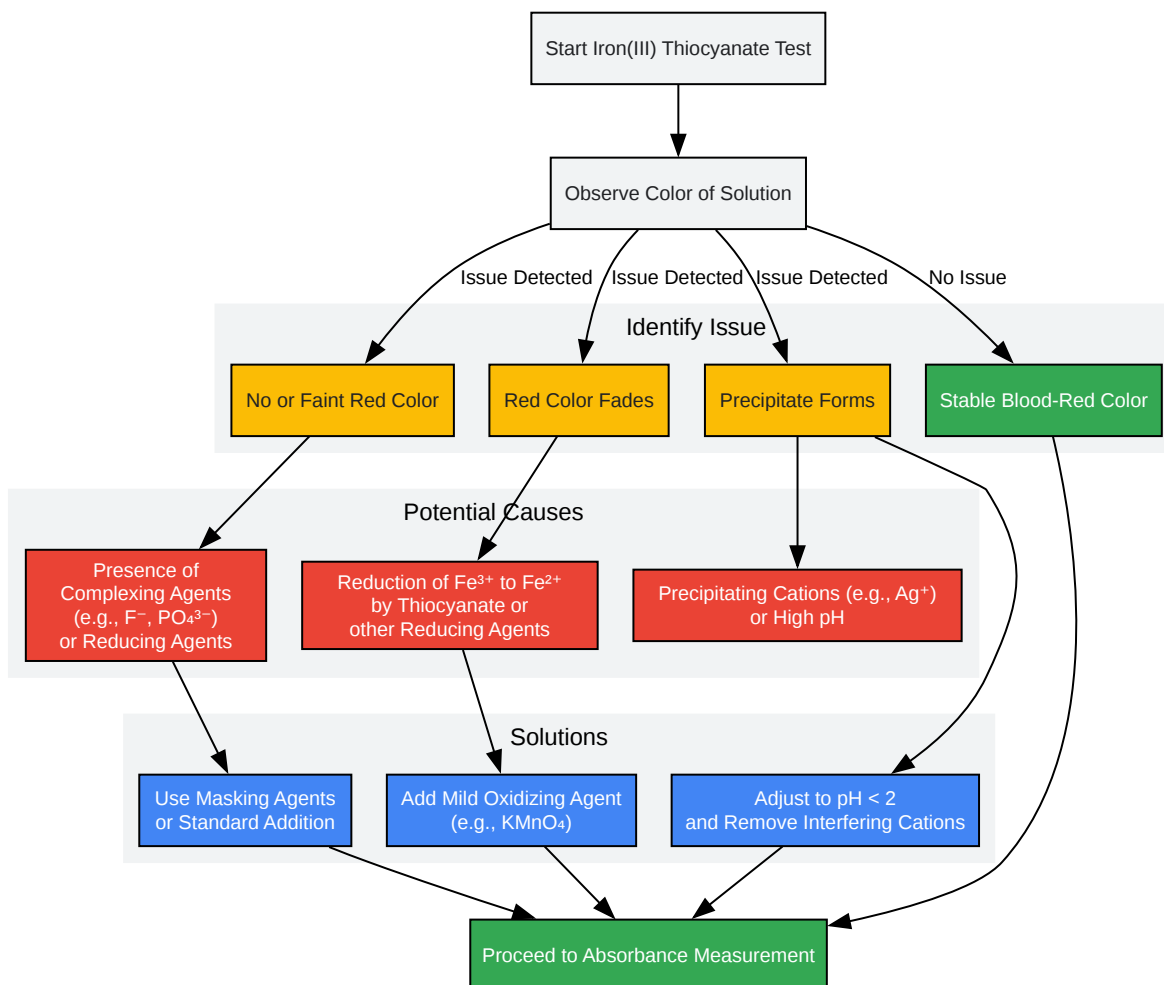 Start Iron(III) Thiocyanate Test
Observe Color of Solution
Issue Detected
Issue Detected
Issue Detected
No Issue
Identify Issue
No or Faint Red Color
Red Color Fades
Precipitate Forms
Stable Blood-Red Color
Potential Causes
Presence of
Complexing Agents
(e.g., F⁻, PO₄³⁻)
or Reducing Agents
Reduction of Fe³⁺ to Fe²⁺
by Thiocyanate or
other Reducing Agents
Precipitating Cations (e.g., Ag⁺)
or High pH
Solutions
Use Masking Agents
or Standard Addition
Add Mild Oxidizing Agent
(e.g., KMnO₄)
Adjust to pH < 2
and Remove Interfering Cations
Proceed to Absorbance Measurement